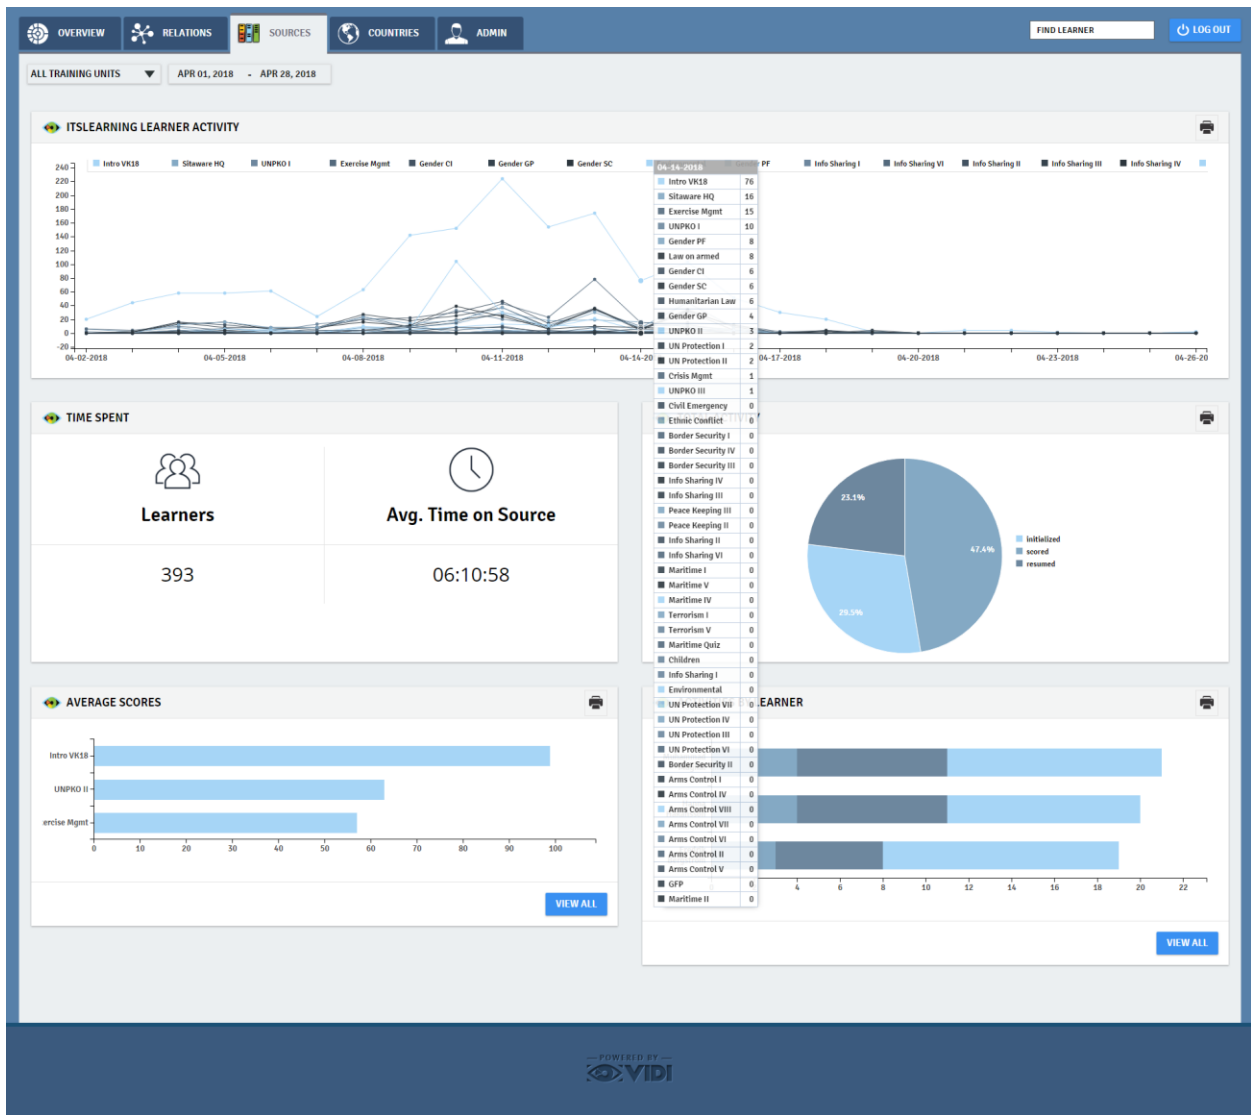 OVERVIEW RELATIONS SOURCES COUNTRIES ADMIN FIND LEARNER LOG OUT
ALL TRAINING UNITS APR 01, 2018 - APR 28, 2018
ITSLEARNING LEARNER ACTIVITY
Intro VK18 Sitaware HQ UNPKO I Exercise Mgmt Gender CI Gender GP Gender SC PF Info Sharing I Info Sharing VI Info Sharing II Info Sharing III Info Sharing IV
240
220
200
180
160
140
120
100
80
60
40
20
0
-20
04-02-2018 04-05-2018 04-08-2018 04-11-2018 04-14-20 04-17-2018 04-20-2018 04-23-2018 04-26-20
04-14-2018
Intro VK18 76
Sitaware HQ 16
Exercise Mgmt 15
UNPKO I 10
Gender PF 8
Law on armed 8
Gender CI 6
Gender SC 6
Humanitarian Law 6
Gender GP 4
UNPKO II 3
UN Protection I 2
UN Protection II 2
Crisis Mgmt 1
UNPKO III 1
Civil Emergency 0
Ethnic Conflict 0
Border Security I 0
Border Security IV 0
Border Security III 0
Info Sharing IV 0
Info Sharing III 0
Peace Keeping III 0
Peace Keeping II 0
Info Sharing II 0
Info Sharing VI 0
Maritime I 0
Maritime V 0
Maritime IV 0
Terrorism I 0
Terrorism V 0
Maritime Quiz 0
Children 0
Info Sharing I 0
Environmental 0
UN Protection VII 0
UN Protection IV 0
UN Protection III 0
UN Protection VI 0
Border Security II 0
Arms Control I 0
Arms Control IV 0
Arms Control VIII 0
Arms Control VII 0
Arms Control VI 0
Arms Control II 0
Arms Control V 0
GFP 0
Maritime II 0
TIME SPENT
Learners Avg. Time on Source
393 06:10:58
23.1%
47.4%
29.5%
initialized
scored
resumed
AVERAGE SCORES
Intro VK18
UNPKO II
ercise Mgmt
0 10 20 30 40 50 60 70 80 90 100
VIEW ALL
LEARNER
4 6 8 10 12 14 16 18 20 22
VIEW ALL
POWERED BY
VIDI